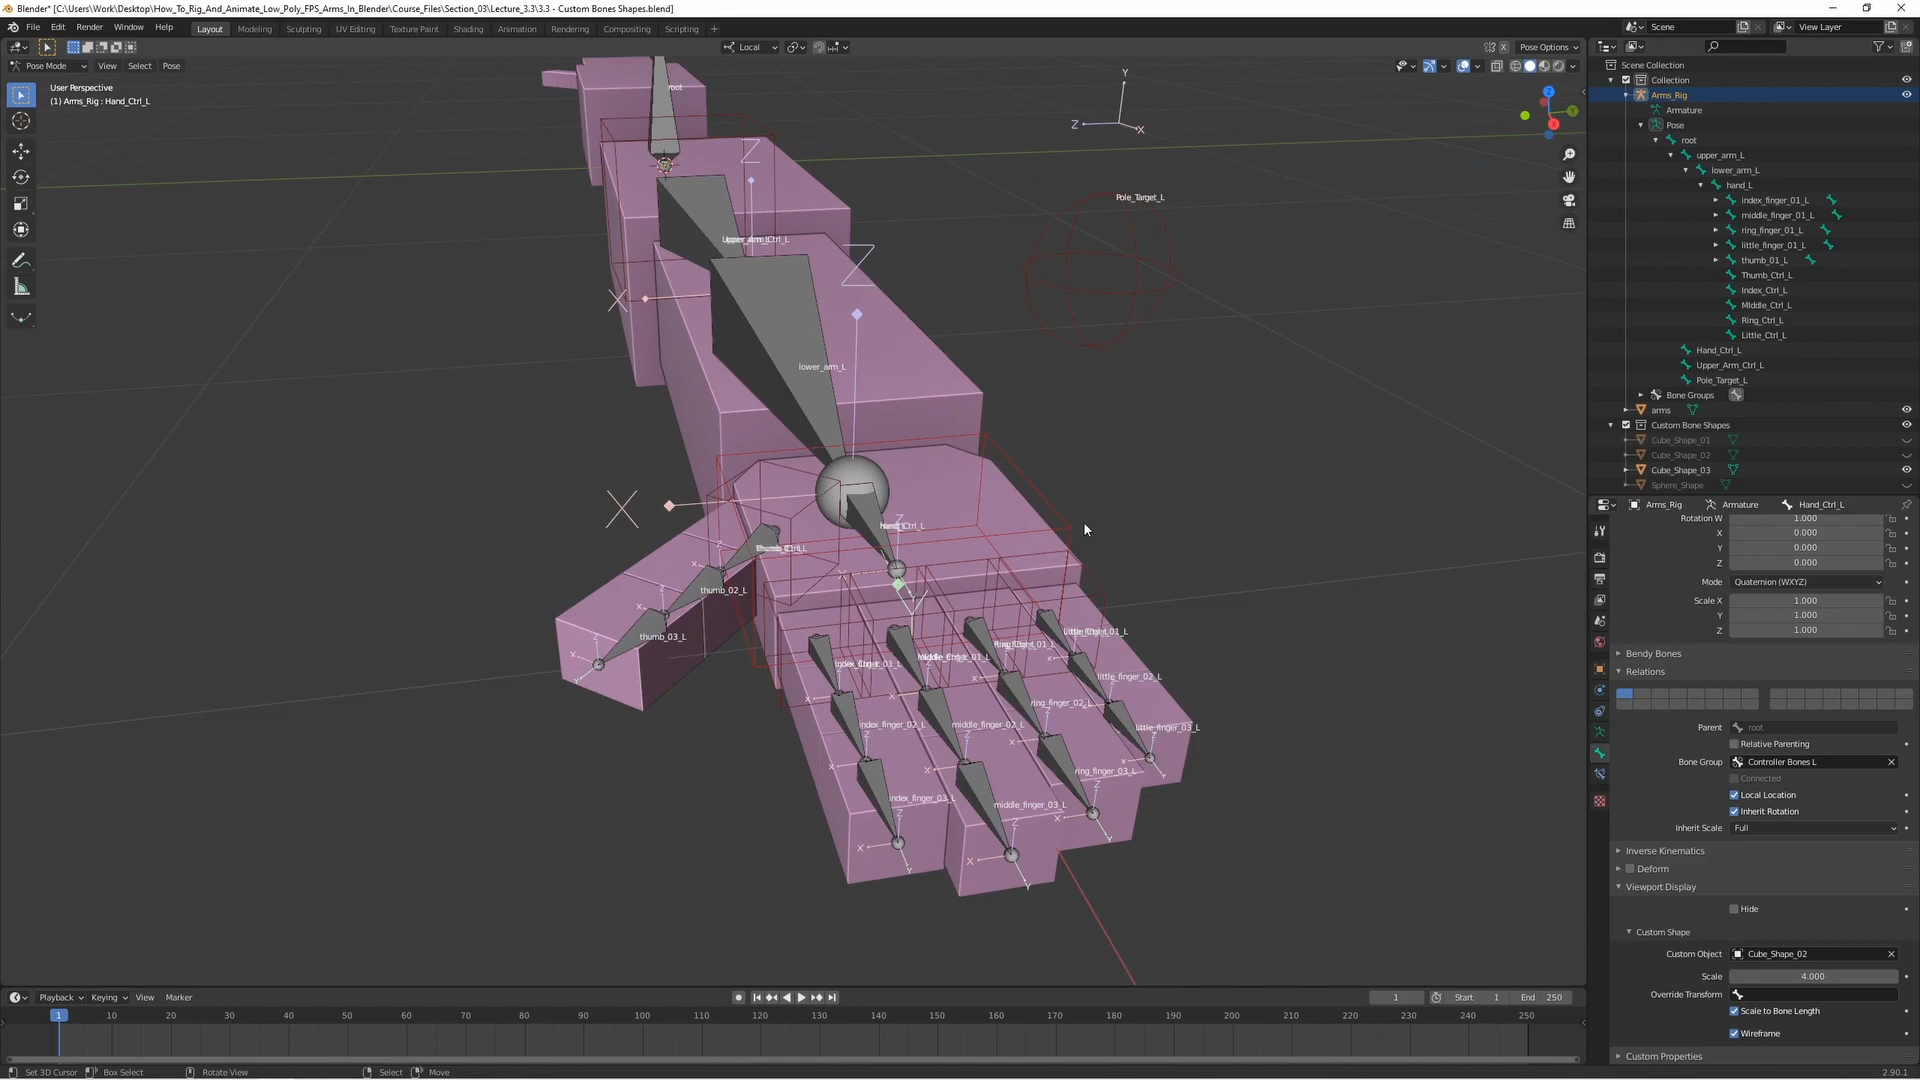 Blender* [C:\Users\Work\Desktop\How_To_Rig_And_Animate_Low_Poly_FPS_Arms_In_Blender\Course_Files\Section_03\Lecture_3.3\3.3 - Custom Bones Shapes.blend]
File Edit Render Window Help Layout Modeling Sculpting UV Editing Texture Paint Shading Animation Rendering Compositing Scripting + Scene View Layer
Local X Pose Options
Pose Mode View Select Pose
User Perspective
(1) Arms_Rig : Hand_Ctrl_L
root
Y
Z
X
Z
Y
X
Pole_Target_L
Z
X
Z
lower_arm_L
X
thumb_02_L
thumb_03_L
little_finger_02_L
ring_finger_02_L
index_finger_02_L
middle_finger_02_L
little_finger_03_L
ring_finger_03_L
index_finger_03_L
middle_finger_03_L
Scene Collection
Collection
Arms_Rig
Armature
Pose
root
upper_arm_L
lower_arm_L
hand_L
index_finger_01_L
middle_finger_01_L
ring_finger_01_L
little_finger_01_L
thumb_01_L
Thumb_Ctrl_L
Index_Ctrl_L
MIddle_Ctrl_L
Ring_Ctrl_L
Little_Ctrl_L
Hand_Ctrl_L
Upper_Arm_Ctrl_L
Pole_Target_L
Bone Groups
arms
Custom Bone Shapes
Cube_Shape_01
Cube_Shape_02
Cube_Shape_03
Sphere_Shape
Arms_Rig Armature Hand_Ctrl_L
Rotation W 1.000
X 0.000
Y 0.000
Z 0.000
Mode Quaternion (WXYZ)
Scale X 1.000
Y 1.000
Z 1.000
Bendy Bones
Relations
Parent root
Relative Parenting
Bone Group Controller Bones L
Connected
Local Location
Inherit Rotation
Inherit Scale Full
Inverse Kinematics
Deform
Viewport Display
Hide
Custom Shape
Custom Object Cube_Shape_02
Scale 4.000
Override Transform
Scale to Bone Length
Wireframe
Custom Properties
Playback Keying View Marker 1 Start 1 End 250
1 10 20 30 40 50 60 70 80 90 100 110 120 130 140 150 160 170 180 190 200 210 220 230 240 250
Set 3D Cursor Box Select Rotate View Select Move 2.90.1